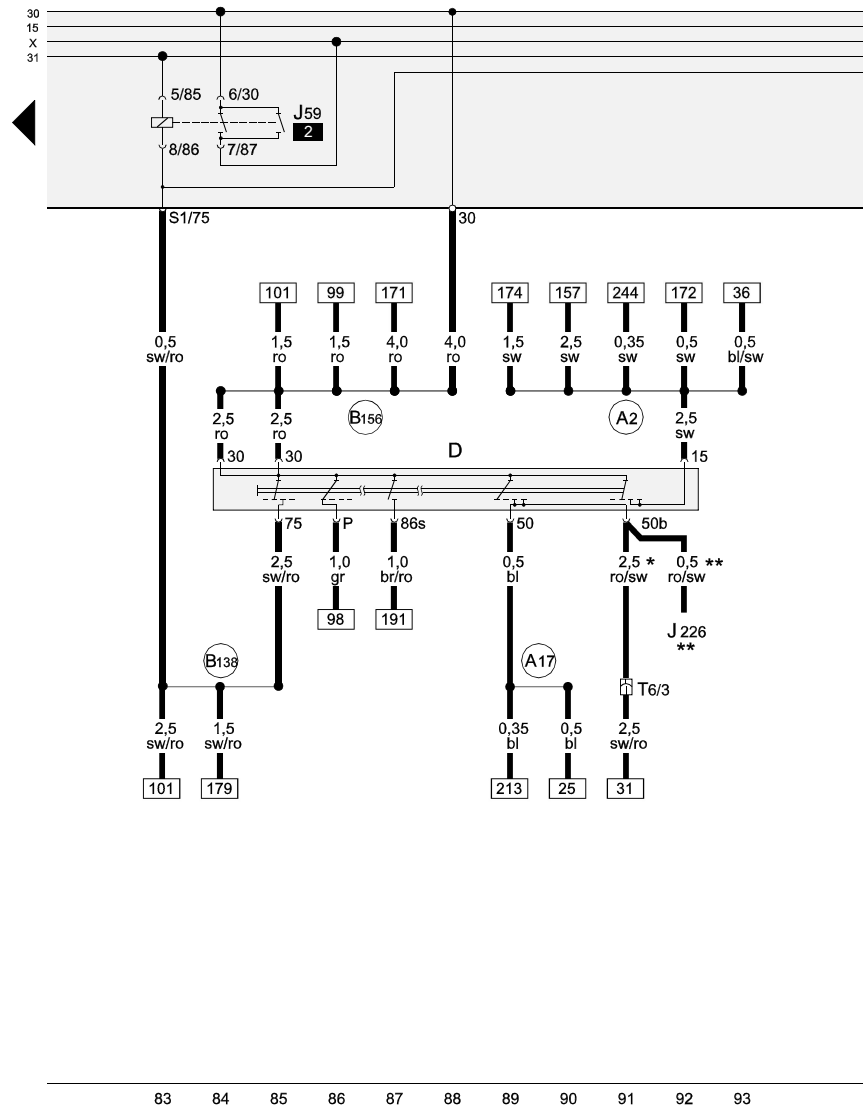 30
15
X
31
5/85 6/30
J59
2
8/86 7/87
S1/75 30
101 99 171 174 157 244 172 36
0,5 1,5 1,5 4,0 4,0 1,5 2,5 0,35 0,5 0,5
sw/ro ro ro ro ro sw sw sw sw bl/sw
2,5 2,5 B156 A2 2,5
ro ro sw
30 30 D 15
75 P 86s 50 50b
2,5 1,0 1,0 0,5 2,5 * 0,5 **
sw/ro gr br/ro bl ro/sw ro/sw
98 191
J 226
**
B138 A17
T6/3
2,5 1,5 0,35 0,5 2,5
sw/ro sw/ro bl bl sw/ro
101 179 213 25 31
83 84 85 86 87 88 89 90 91 92 93